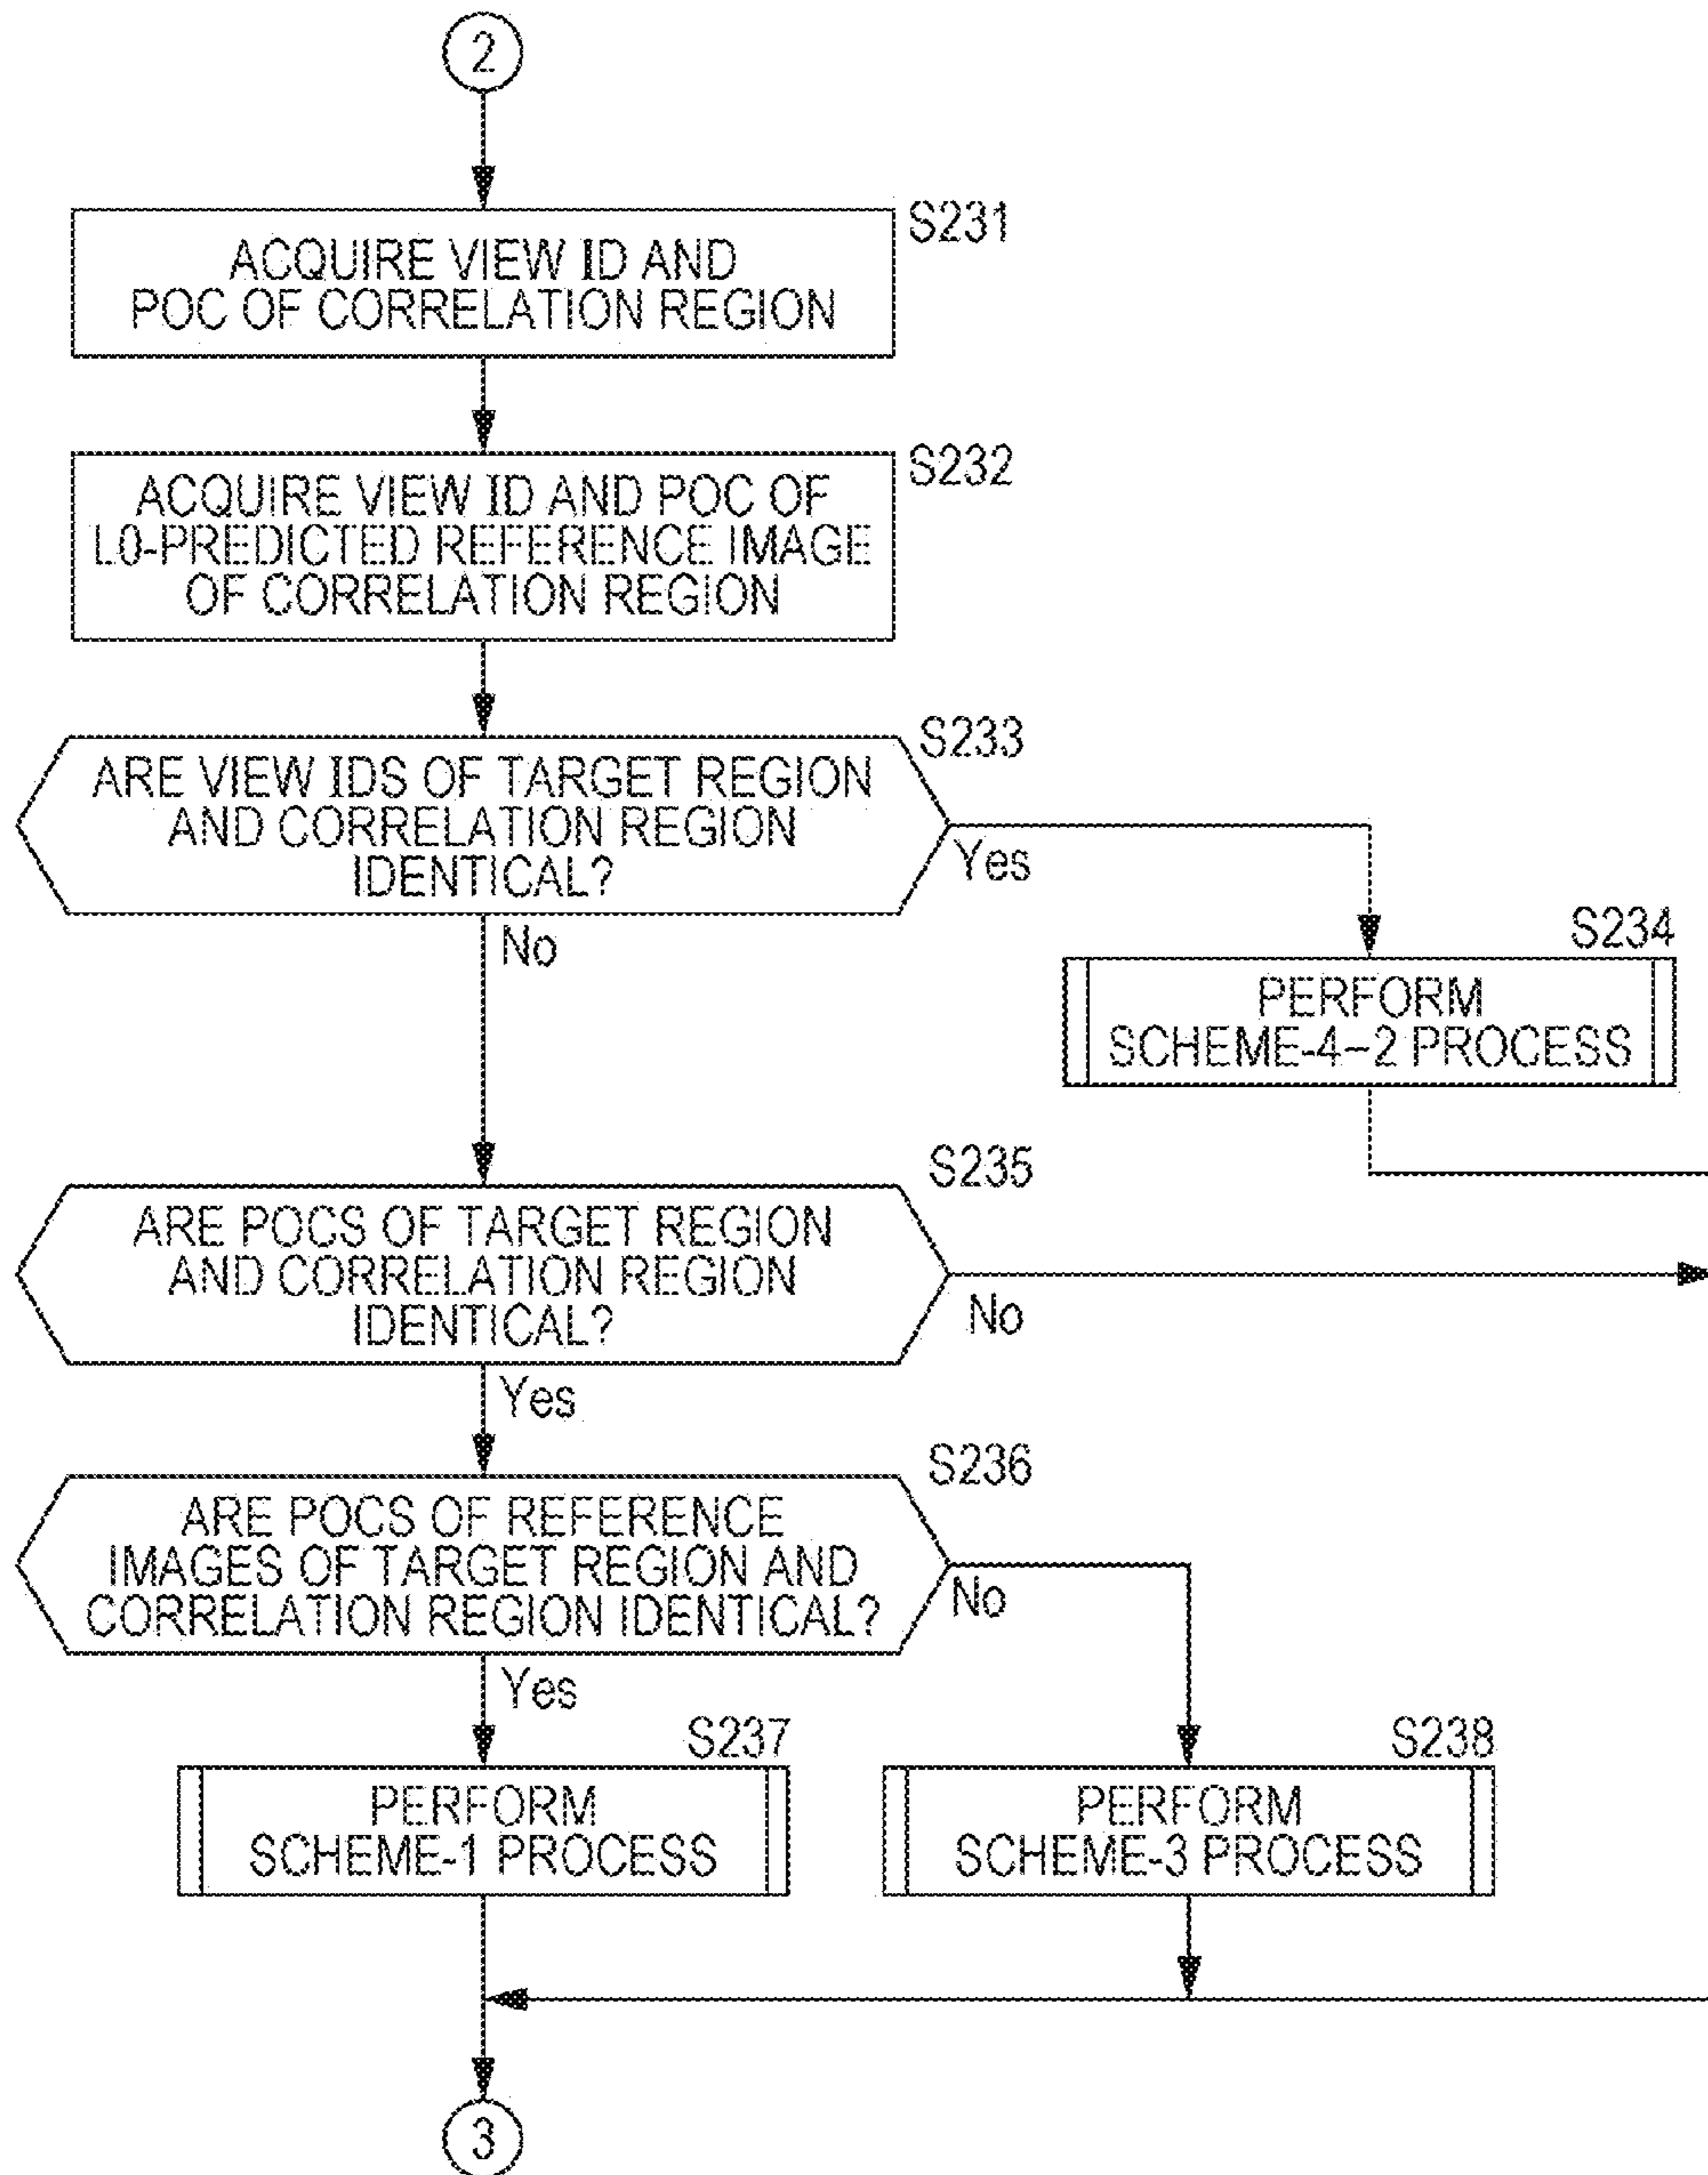 2
S231
ACQUIRE VIEW ID AND
POC OF CORRELATION REGION
S232
ACQUIRE VIEW ID AND POC OF
L0-PREDICTED REFERENCE IMAGE
OF CORRELATION REGION
S233
ARE VIEW IDS OF TARGET REGION
AND CORRELATION REGION
IDENTICAL?
Yes
No
S234
PERFORM
SCHEME-4-2 PROCESS
S235
ARE POCS OF TARGET REGION
AND CORRELATION REGION
IDENTICAL?
No
Yes
S236
ARE POCS OF REFERENCE
IMAGES OF TARGET REGION AND
CORRELATION REGION IDENTICAL?
No
Yes
S237
PERFORM
SCHEME-1 PROCESS
S238
PERFORM
SCHEME-3 PROCESS
3